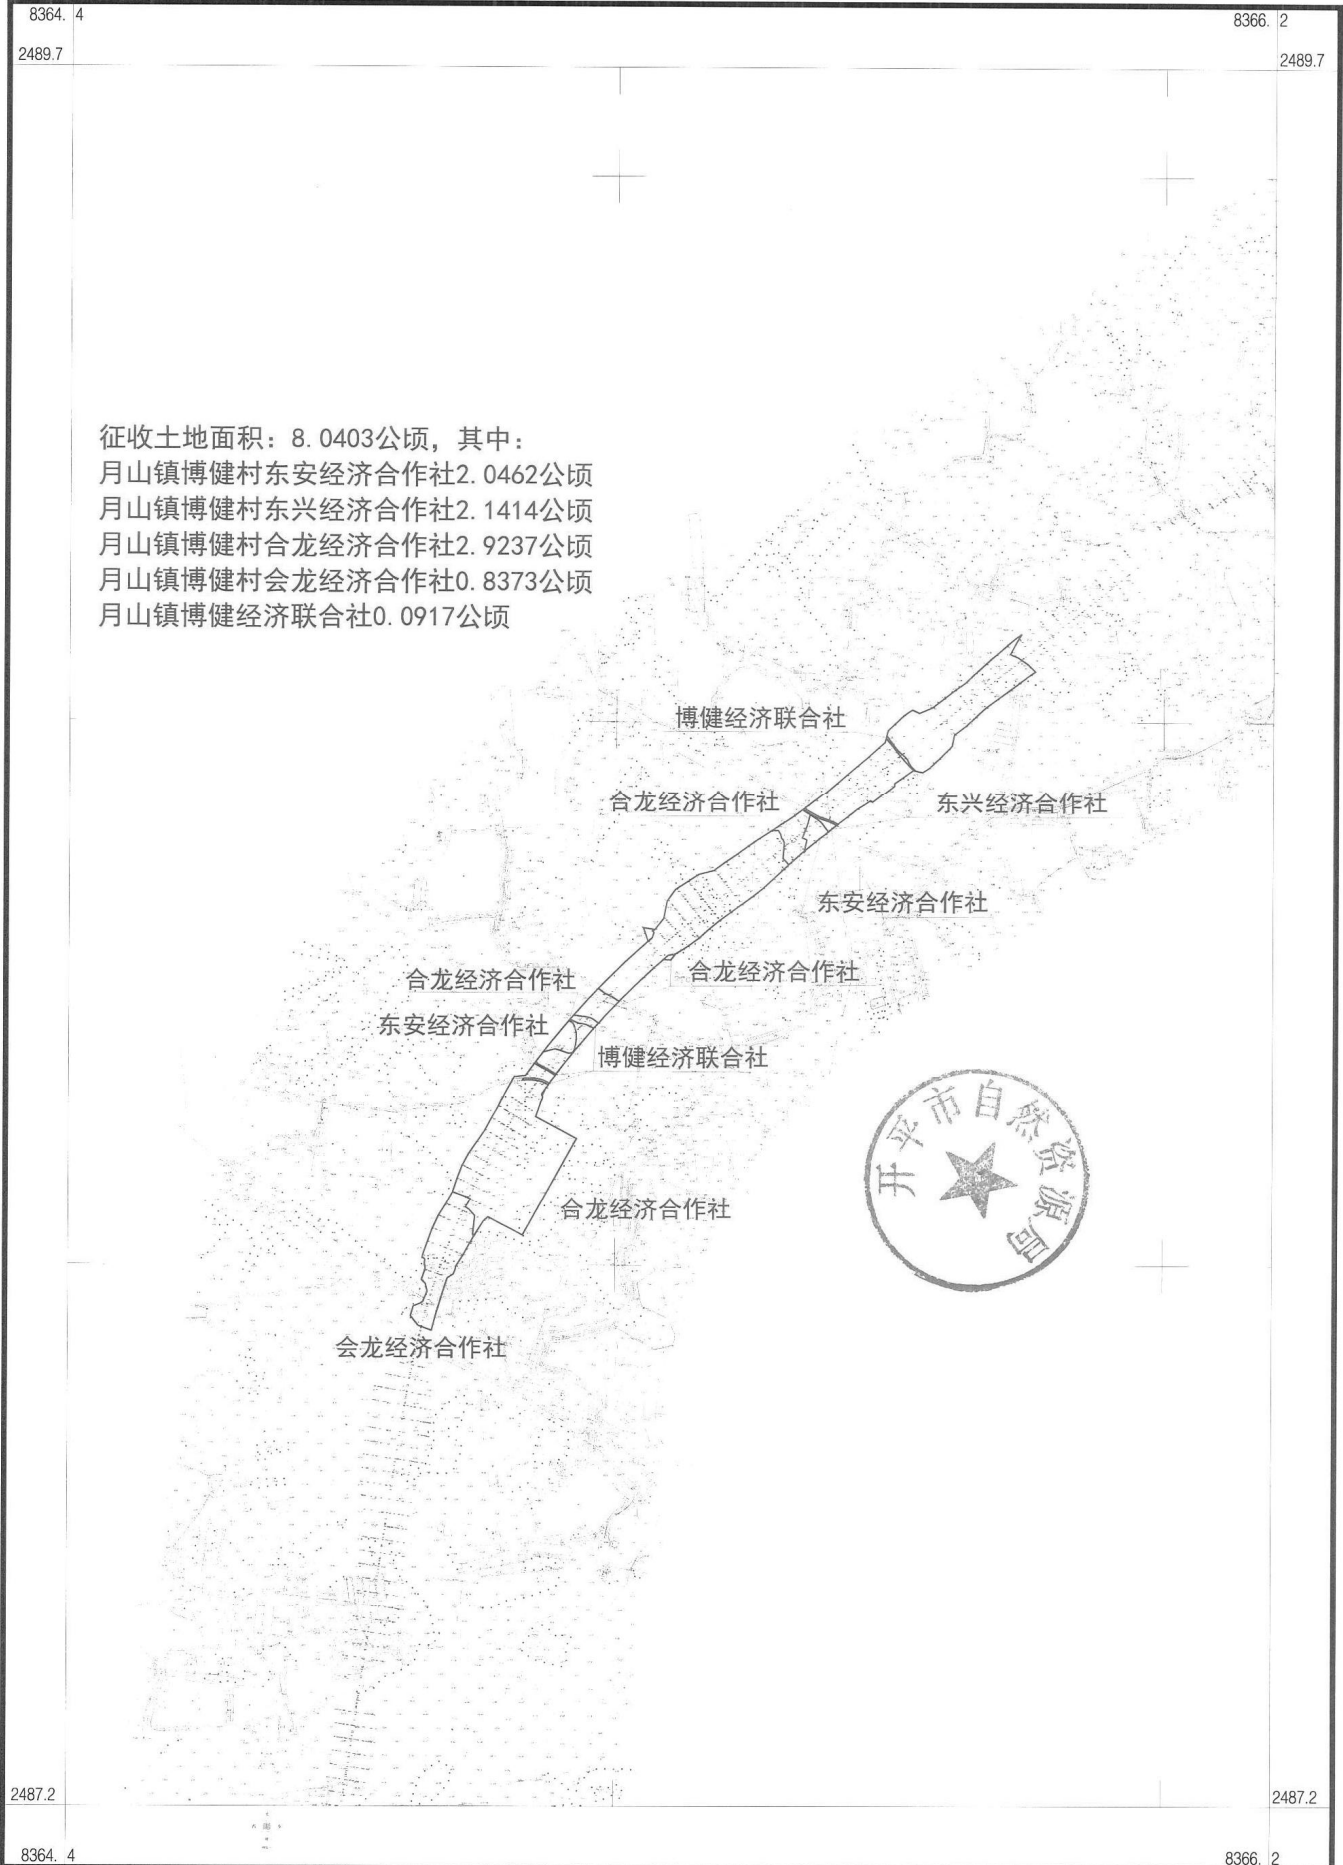 8364. 4
8366. 2
2489.7
2489.7
征收土地面积：8.0403公顷，其中：
月山镇博健村东安经济合作社2.0462公顷
月山镇博健村东兴经济合作社2.1414公顷
月山镇博健村合龙经济合作社2.9237公顷
月山镇博健村会龙经济合作社0.8373公顷
月山镇博健经济联合社0.0917公顷
博健经济联合社
合龙经济合作社
东兴经济合作社
东安经济合作社
合龙经济合作社
合龙经济合作社
东安经济合作社
博健经济联合社
开平市自然资源局
合龙经济合作社
会龙经济合作社
2487.2
2487.2
8364. 4
8366. 2